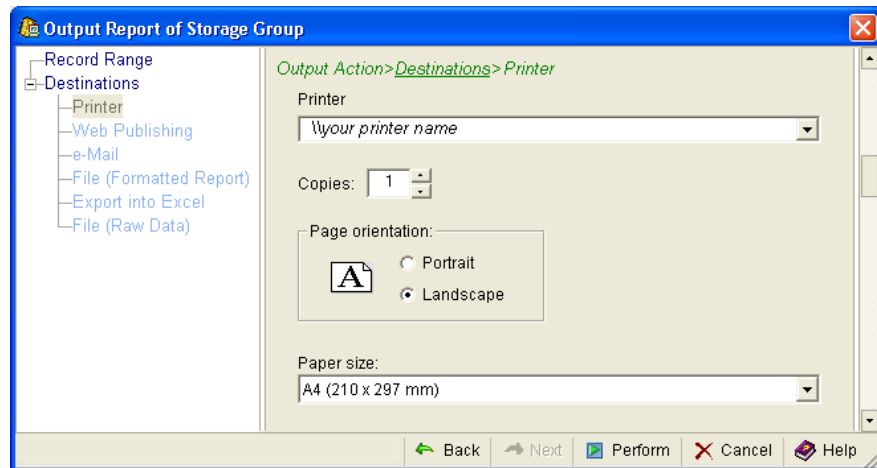 Output Report of Storage Group
Record Range
Destinations
Printer
Web Publishing
e-Mail
File (Formatted Report)
Export into Excel
File (Raw Data)
Output Action>Destinations>Printer
Printer
\\your printer name
Copies: 1
Page orientation:
A
Portrait
Landscape
Paper size:
A4 (210 x 297 mm)
Back Next Perform Cancel Help